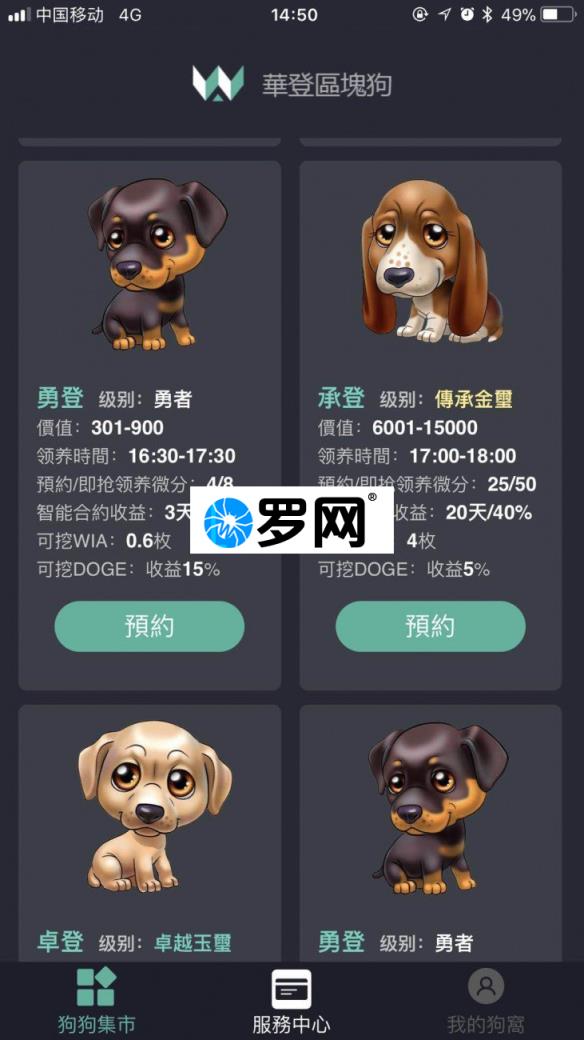 中国移动 4G 14:50 49%
華登區塊狗
勇登 级别：勇者
價值：301-900
领养時間：16:30-17:30
預約/即抢领养微分：4/8
智能合約收益：3天
可挖WIA：0.6枚
可挖DOGE：收益15%
預約
承登 级别：傳承金璽
價值：6001-15000
领养時間：17:00-18:00
預約/即抢领养微分：25/50
收益：20天/40%
4枚
可挖DOGE：收益5%
預約
罗网®
卓登 级别：卓越玉璽
勇登 级别：勇者
狗狗集市
服務中心
我的狗窩